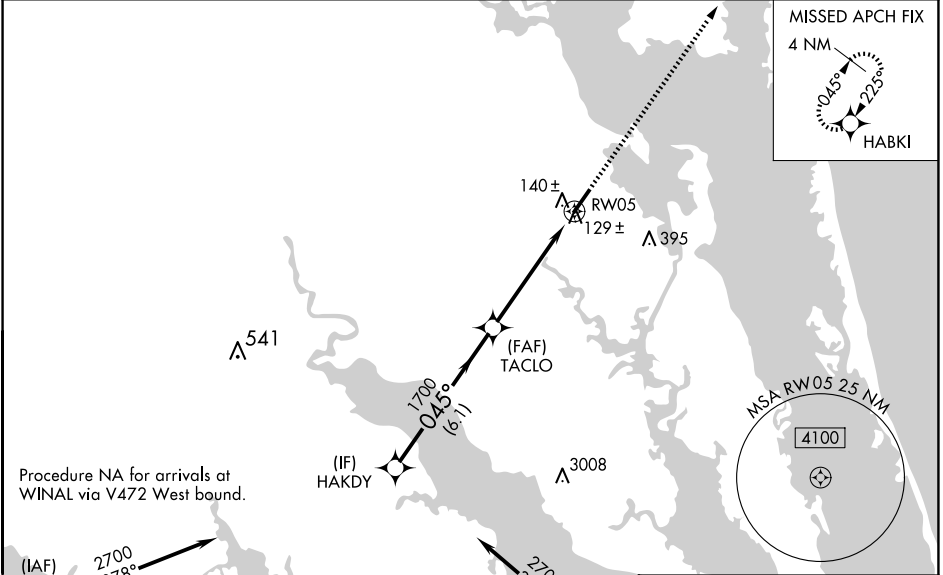 MISSED APCH FIX
4 NM
045°
225°
HABKI
140±
RW05
129±
395
541
(FAF)
TACLO
1700
045°
(6.1)
(IF)
HAKDY
3008
MSA RW05 25 NM
4100
Procedure NA for arrivals at
WINAL via V472 West bound.
(IAF)
2700